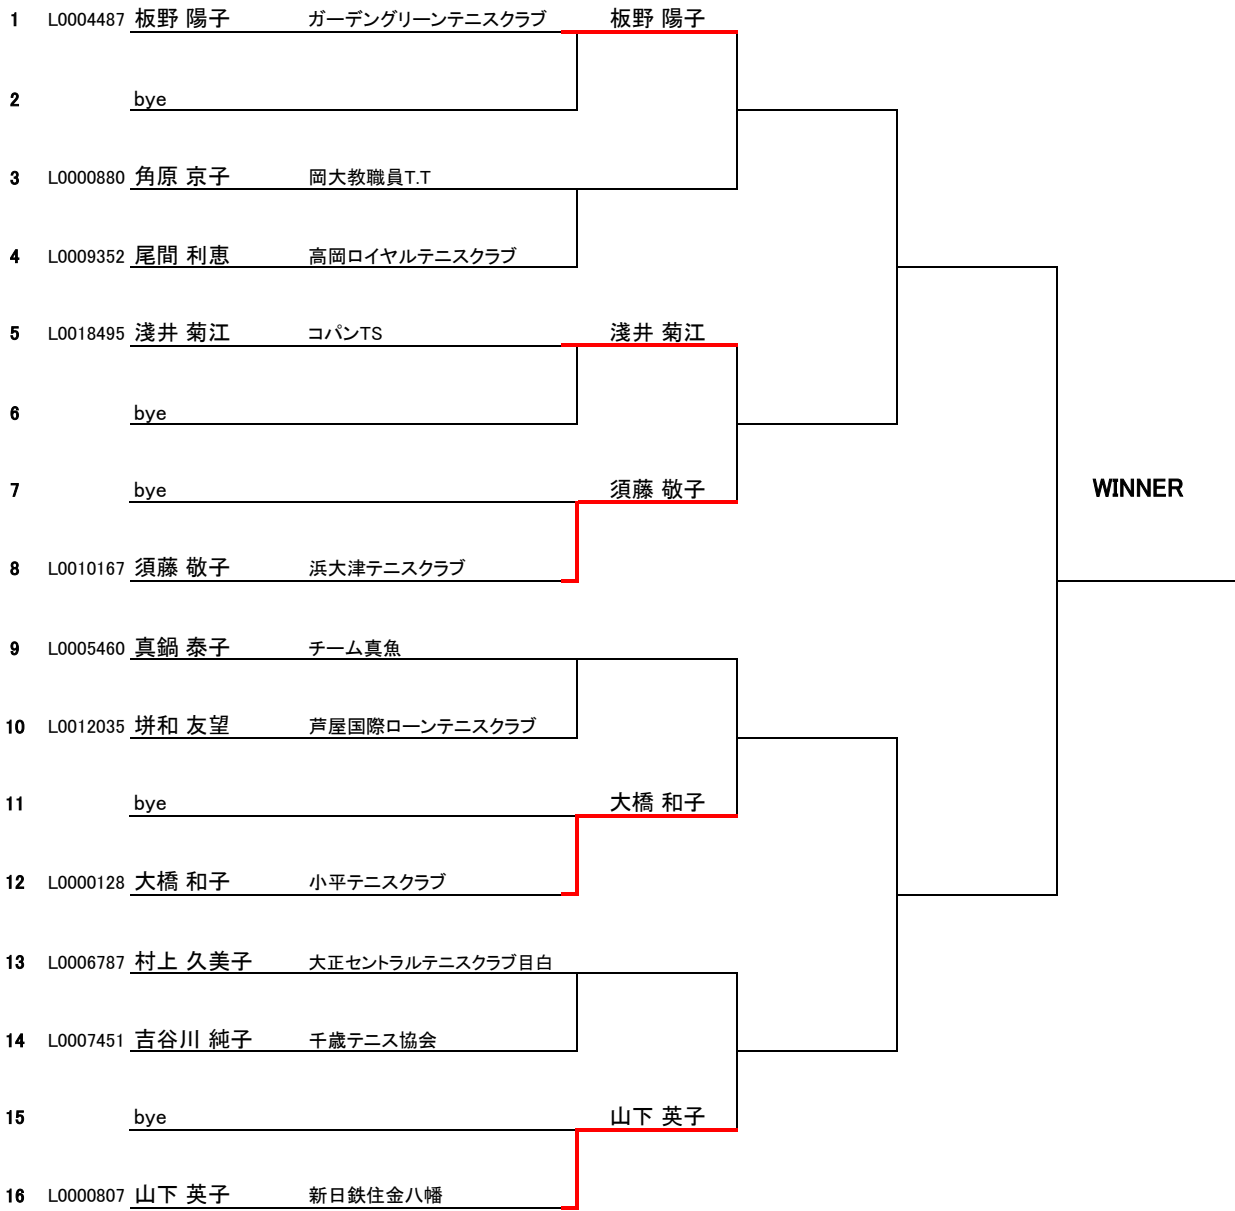 1 L0004487 板野 陽子 ガーデングリーンテニスクラブ 板野 陽子
2 bye
3 L0000880 角原 京子 岡大教職員T.T
4 L0009352 尾間 利恵 高岡ロイヤルテニスクラブ
5 L0018495 淺井 菊江 コパンTS 淺井 菊江
6 bye
7 bye 須藤 敬子
WINNER
8 L0010167 須藤 敬子 浜大津テニスクラブ
9 L0005460 真鍋 泰子 チーム真魚
10 L0012035 垪和 友望 芦屋国際ローンテニスクラブ
11 bye 大橋 和子
12 L0000128 大橋 和子 小平テニスクラブ
13 L0006787 村上 久美子 大正セントラルテニスクラブ目白
14 L0007451 吉谷川 純子 千歳テニス協会
15 bye 山下 英子
16 L0000807 山下 英子 新日鉄住金八幡